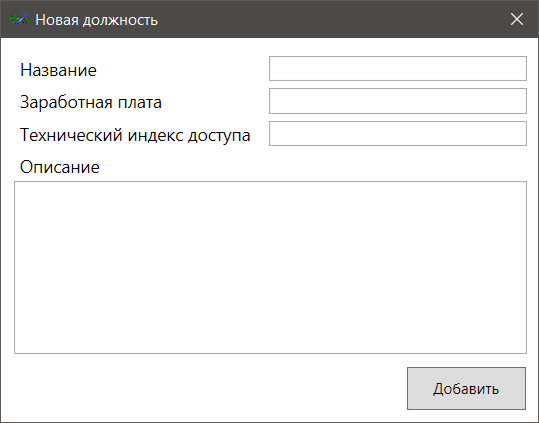 Новая должность
Название
Заработная плата
Технический индекс доступа
Описание
Добавить